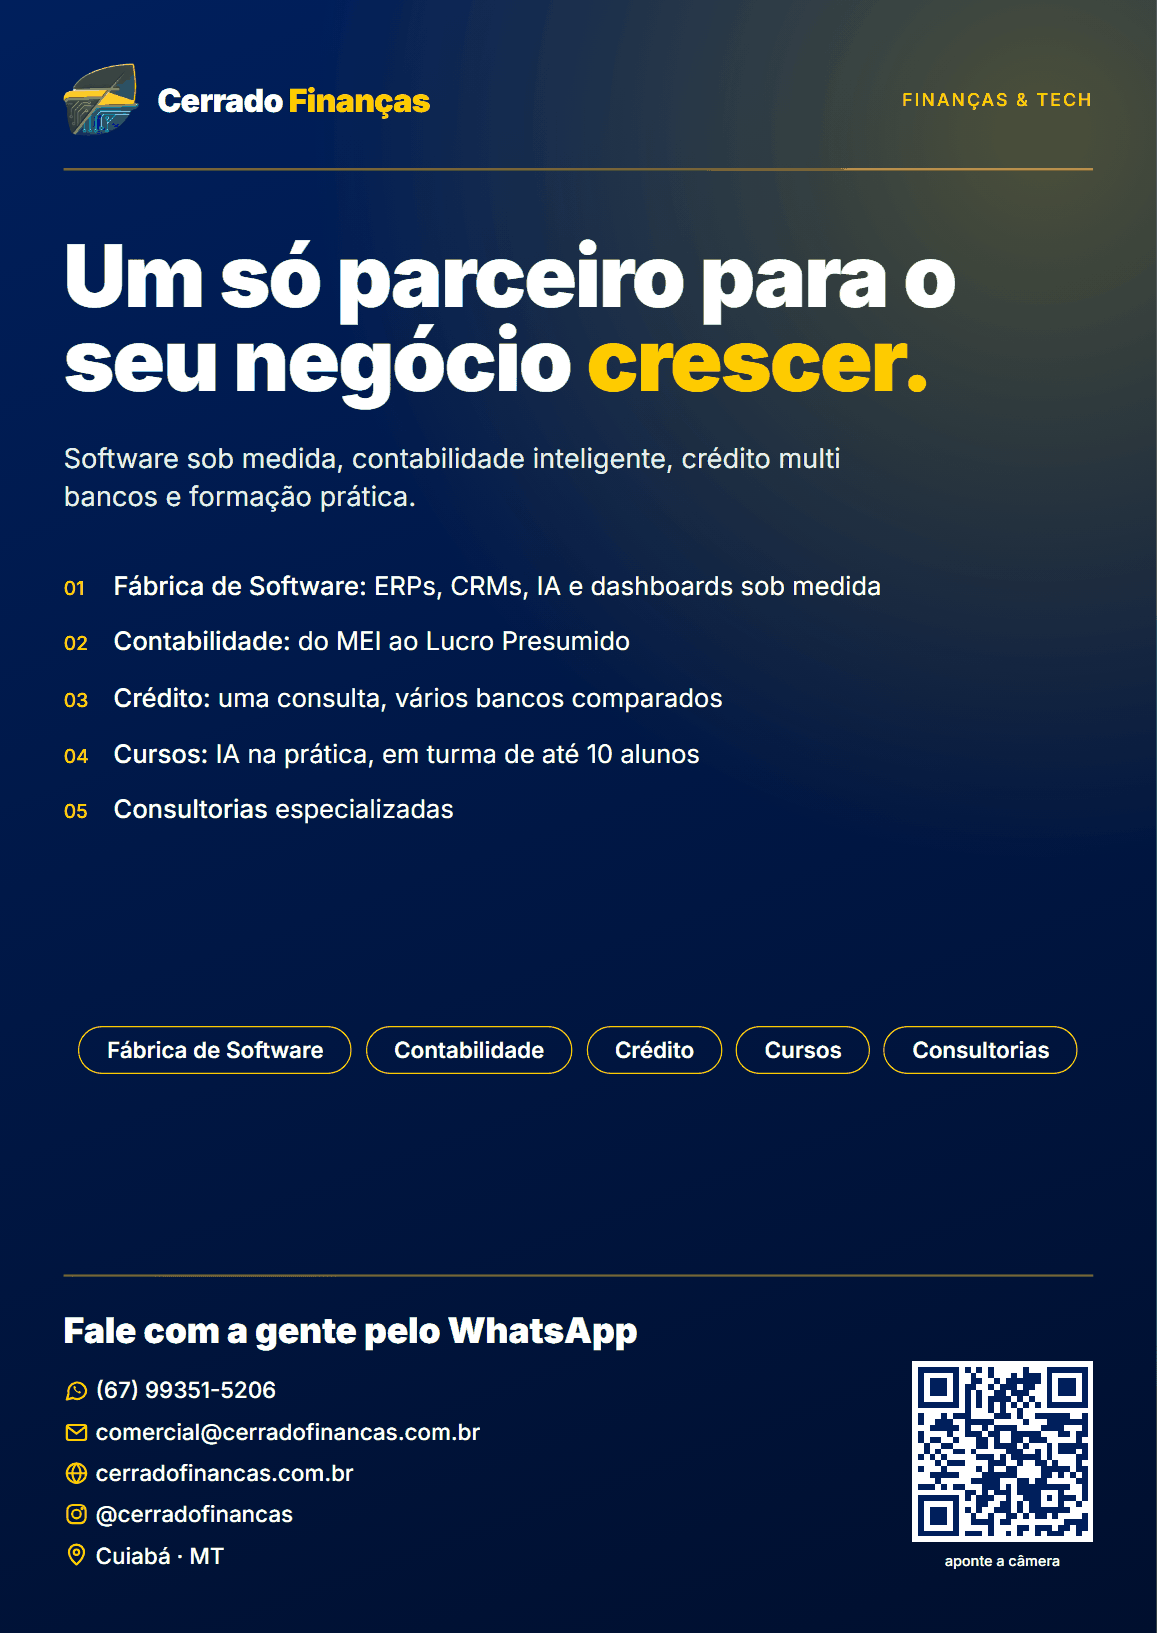 Cerrado Finanças
FINANÇAS & TECH
Um só parceiro para o
seu negócio crescer.
Software sob medida, contabilidade inteligente, crédito multi
bancos e formação prática.
01 Fábrica de Software: ERPs, CRMs, IA e dashboards sob medida
02 Contabilidade: do MEI ao Lucro Presumido
03 Crédito: uma consulta, vários bancos comparados
04 Cursos: IA na prática, em turma de até 10 alunos
05 Consultorias especializadas
Fábrica de Software Contabilidade Crédito Cursos Consultorias
Fale com a gente pelo WhatsApp
(67) 99351-5206
comercial@cerradofinancas.com.br
cerradofinancas.com.br
@cerradofinancas
Cuiabá · MT
aponte a câmera